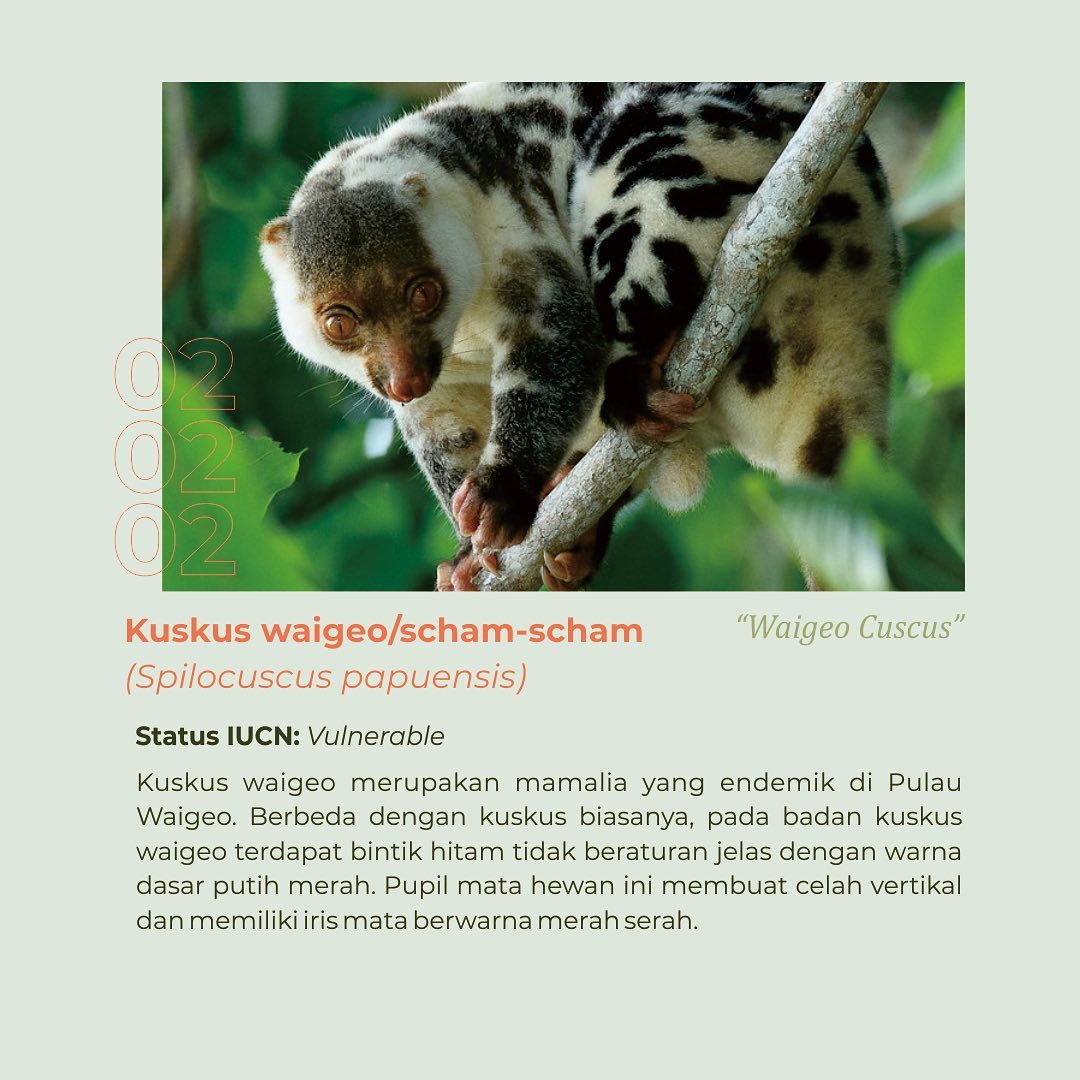 02
02
02
Kuskus waigeo/scham-scham
“Waigeo Cuscus”
(Spilocuscus papuensis)
Status IUCN: Vulnerable
Kuskus waigeo merupakan mamalia yang endemik di Pulau
Waigeo. Berbeda dengan kuskus biasanya, pada badan kuskus
waigeo terdapat bintik hitam tidak beraturan jelas dengan warna
dasar putih merah. Pupil mata hewan ini membuat celah vertikal
dan memiliki iris mata berwarna merah serah.